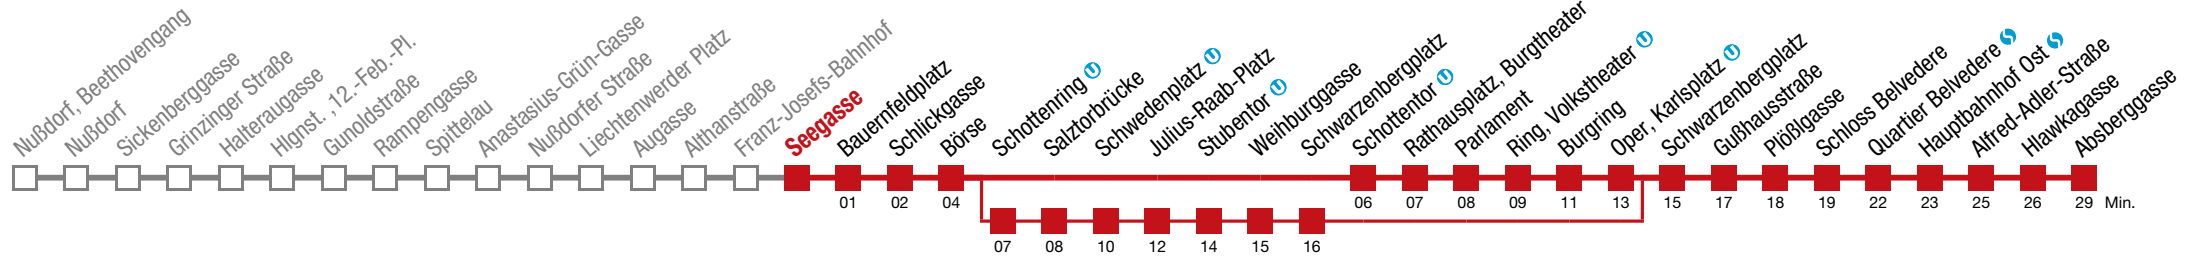 Nußdorf, Beethovengang
Nußdorf
Sickenberggasse
Grinzinger Straße
Halteraugasse
Hlgnst. , 12.-Feb.-Pl.
Gunoldstraße
Rampengasse
Spittelau
Anastasius-Grün-Gasse
Nußdorfer Straße
Liechtenwerder Platz
Augasse
Althanstraße
Franz-Josefs-Bahnhof
Seegasse
Bauernfeldplatz
Schlickgasse
Börse
Schottenring U
Salztorbrücke
Schwedenplatz U
Julius-Raab-Platz
Stubentor U
Weihburggasse
Schwarzenbergplatz
Schottentor U
Rathausplatz, Burgtheater
Parlament
Ring, Volkstheater U
Burgring
Oper, Karlsplatz U
Schwarzenbergplatz
Gußhausstraße
Plößlgasse
Schloss Belvedere
Quartier Belvedere S
Hauptbahnhof Ost S
Alfred-Adler-Straße
Hlawkagasse
Absberggasse
01 02 04 06 07 08 09 11 13 15 17 18 19 22 23 25 26 29 Min.
07 08 10 12 14 15 16